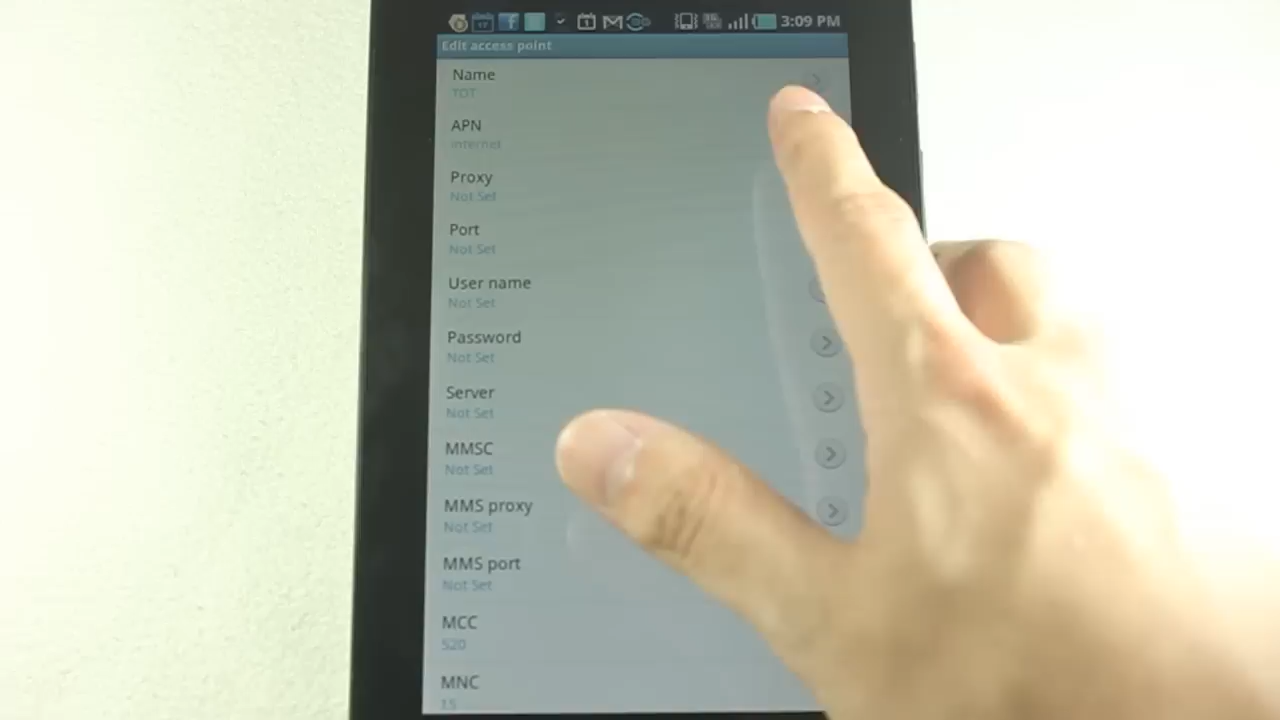 3:09 PM
Edit access point
Name
TOT
APN
internet
Proxy
Not Set
Port
Not Set
User name
Not Set
Password
Not Set
Server
Not Set
MMSC
Not Set
MMS proxy
Not Set
MMS port
Not Set
MCC
520
MNC
15